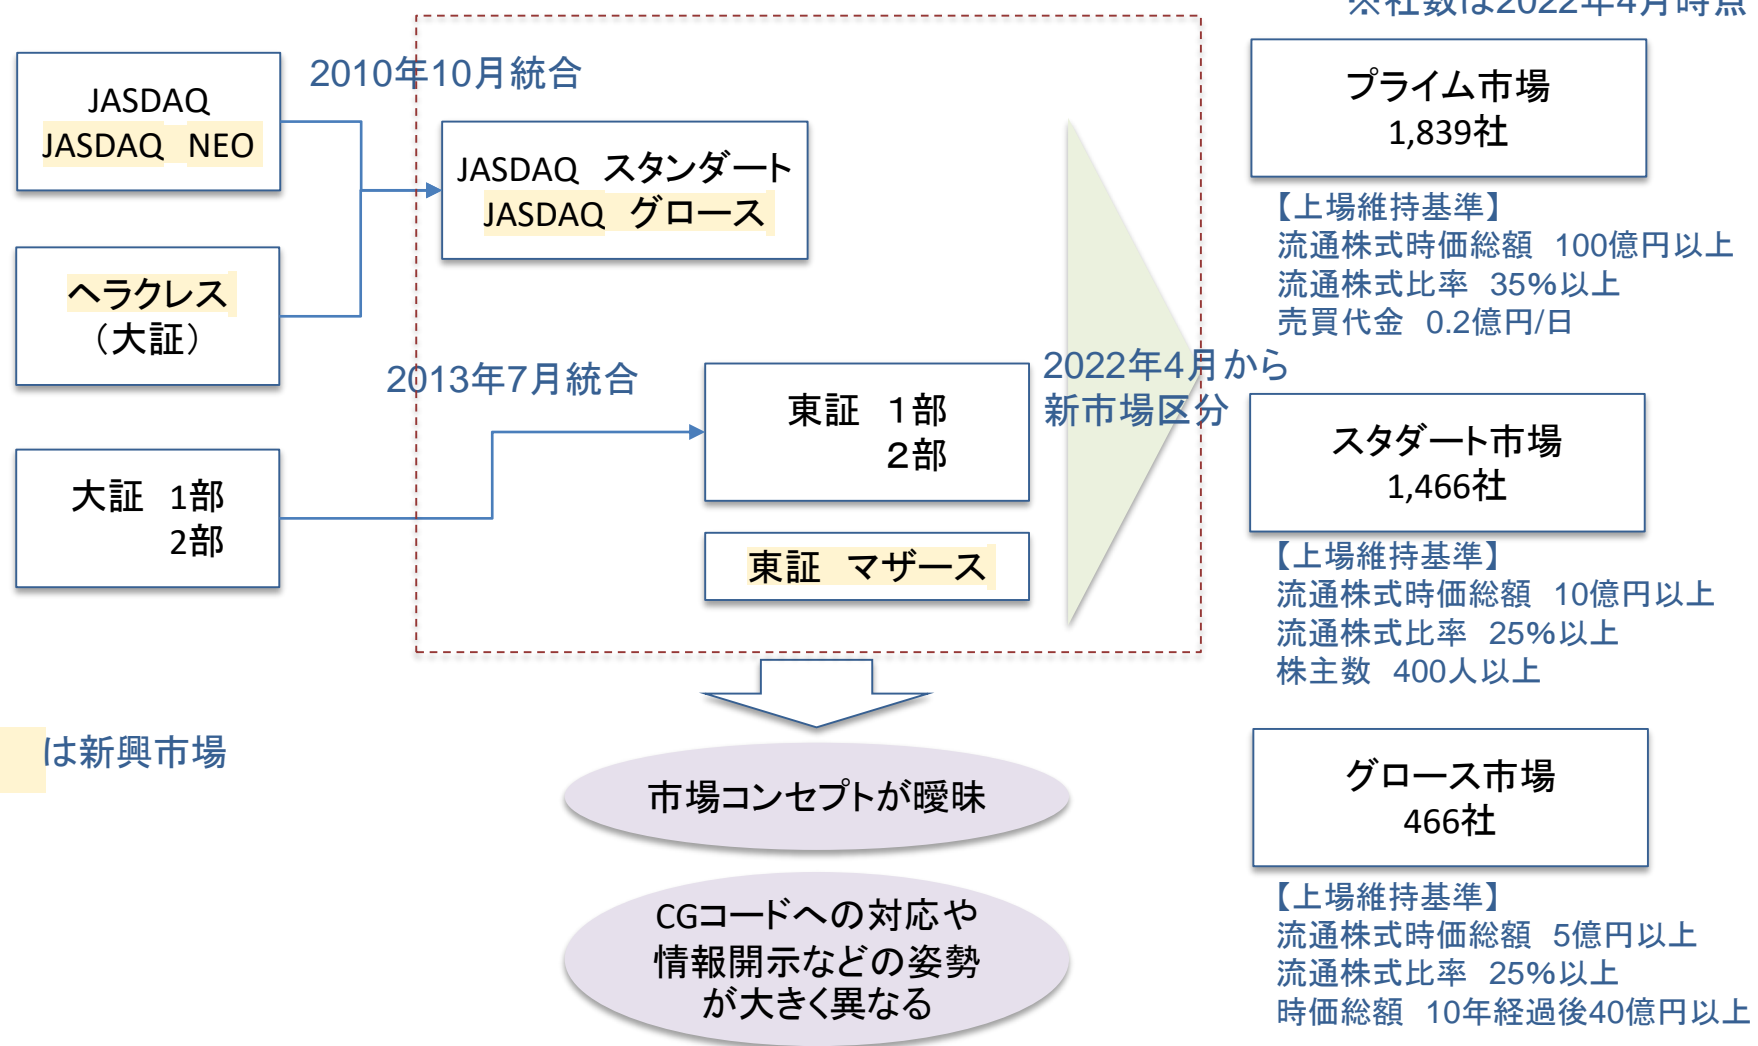 ※社数は2022年4月時点
JASDAQ
JASDAQ　NEO
2010年10月統合
JASDAQ　スタンダート
JASDAQ　グロース
ヘラクレス
（大証）
2013年7月統合
大証　1部
2部
東証　１部
２部
東証　マザース
2022年4月から
新市場区分
は新興市場
市場コンセプトが曖昧
CGコードへの対応や
情報開示などの姿勢
が大きく異なる
プライム市場
1,839社
【上場維持基準】
流通株式時価総額　100億円以上
流通株式比率　35%以上
売買代金　0.2億円/日
スタダート市場
1,466社
【上場維持基準】
流通株式時価総額　10億円以上
流通株式比率　25%以上
株主数　400人以上
グロース市場
466社
【上場維持基準】
流通株式時価総額　5億円以上
流通株式比率　25%以上
時価総額　10年経過後40億円以上